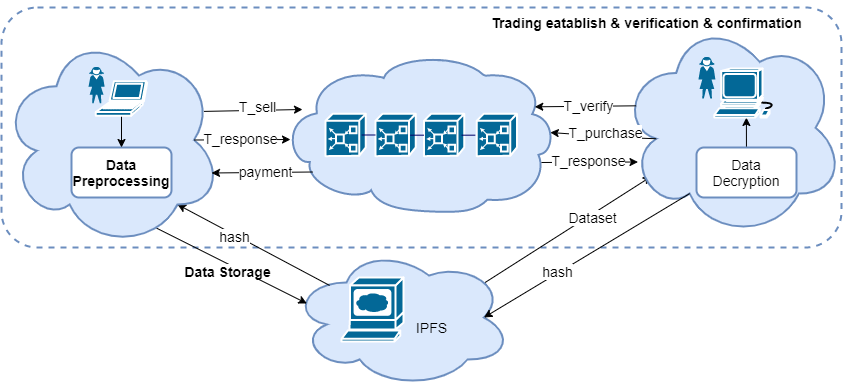 Trading eatablish & verification & confirmation
T_sell
T_verify
T_response
T_purchase
Data
Preprocessing
payment
T_response
Data
Decryption
hash
Dataset
Data Storage
hash
IPFS